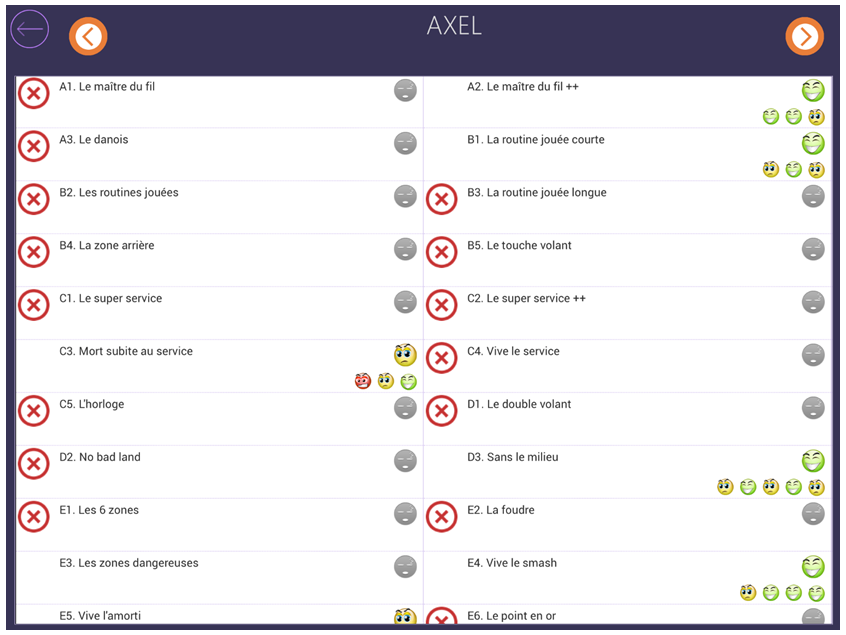 AXEL
A1. Le maître du fil
A2. Le maître du fil ++
A3. Le danois
B1. La routine jouée courte
B2. Les routines jouées
B3. La routine jouée longue
B4. La zone arrière
B5. Le touche volant
C1. Le super service
C2. Le super service ++
C3. Mort subite au service
C4. Vive le service
C5. L'horloge
D1. Le double volant
D2. No bad land
D3. Sans le milieu
E1. Les 6 zones
E2. La foudre
E3. Les zones dangereuses
E4. Vive le smash
E5. Vive l'amorti
E6. Le point en or